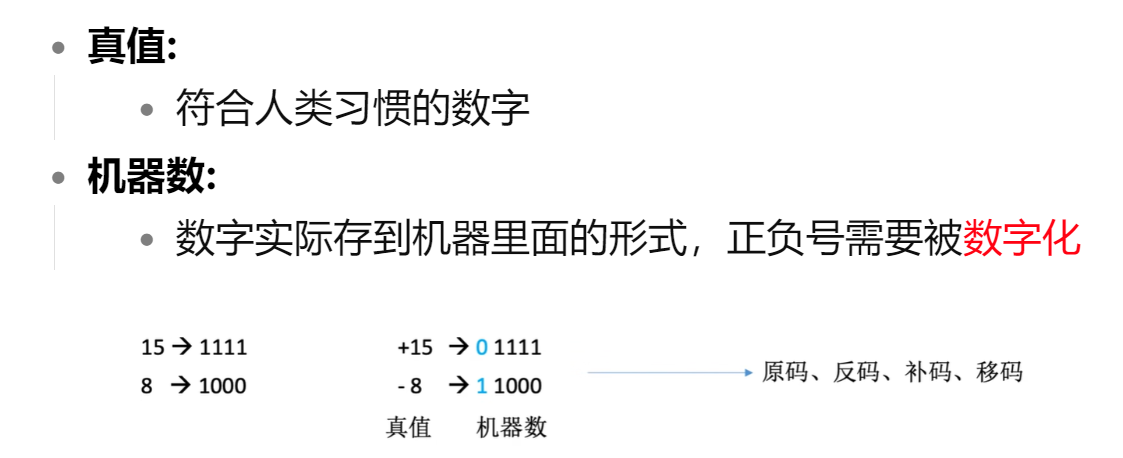 真值:
符合人类习惯的数字
机器数:
数字实际存到机器里面的形式，正负号需要被数字化
15 → 1111 +15 → 0 1111
8 → 1000 - 8 → 1 1000
原码、反码、补码、移码
真值 机器数